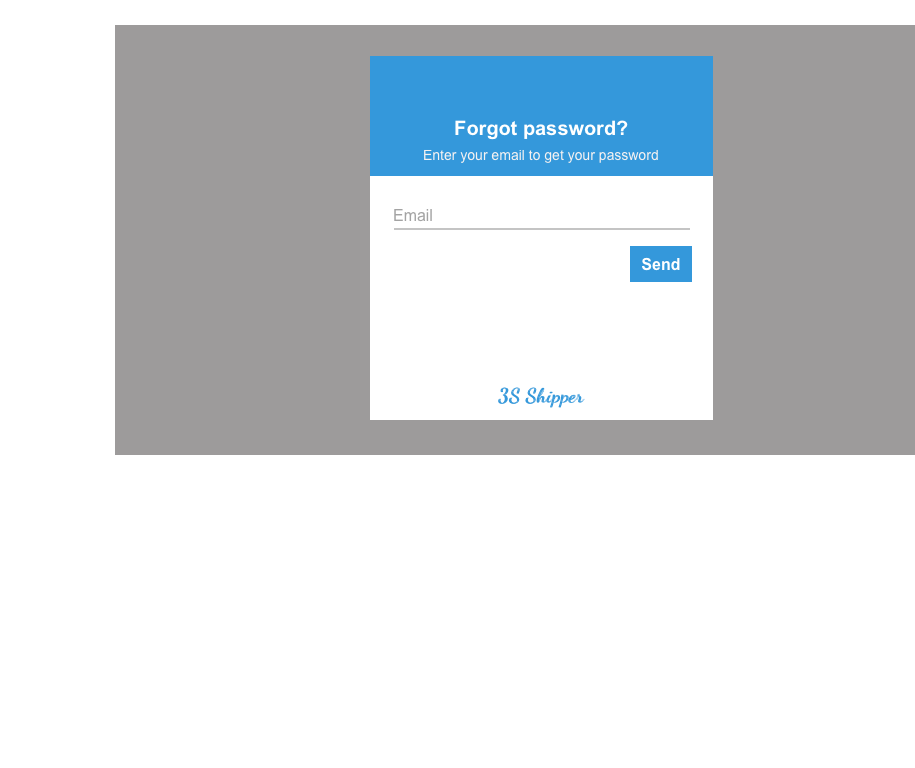 Forgot password?
Enter your email to get your password
Email
Send
3S Shipper